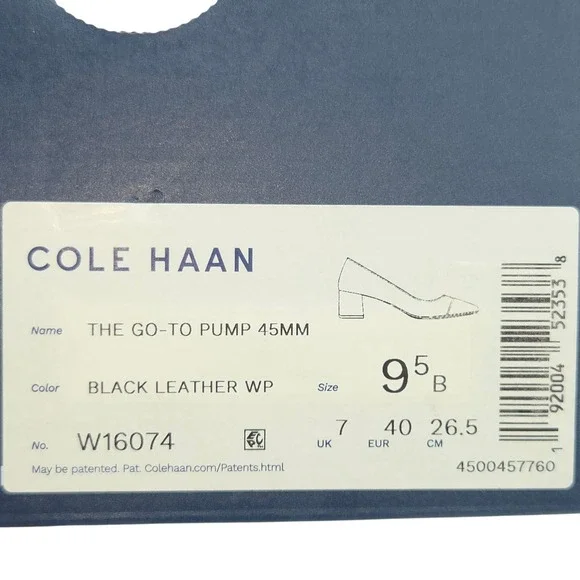 COLE HAAN
Name THE GO-TO PUMP 45MM
Color BLACK LEATHER WP
Size 9⁵ B
No. W16074
UK 7 EUR 40 CM 26.5
May be patented. Pat. Colehaan.com/Patents.html
4500457760
1 92004 52353 8